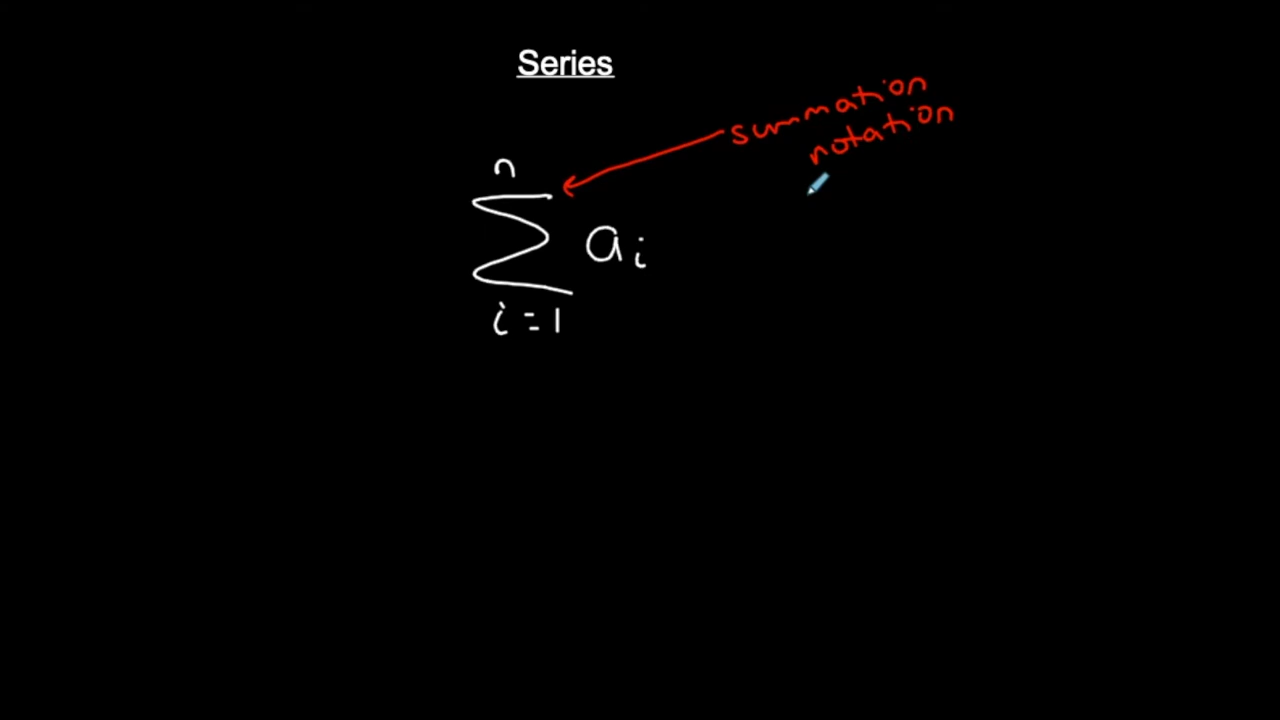 Series
summation
notation
n
∑ aᵢ
i = 1